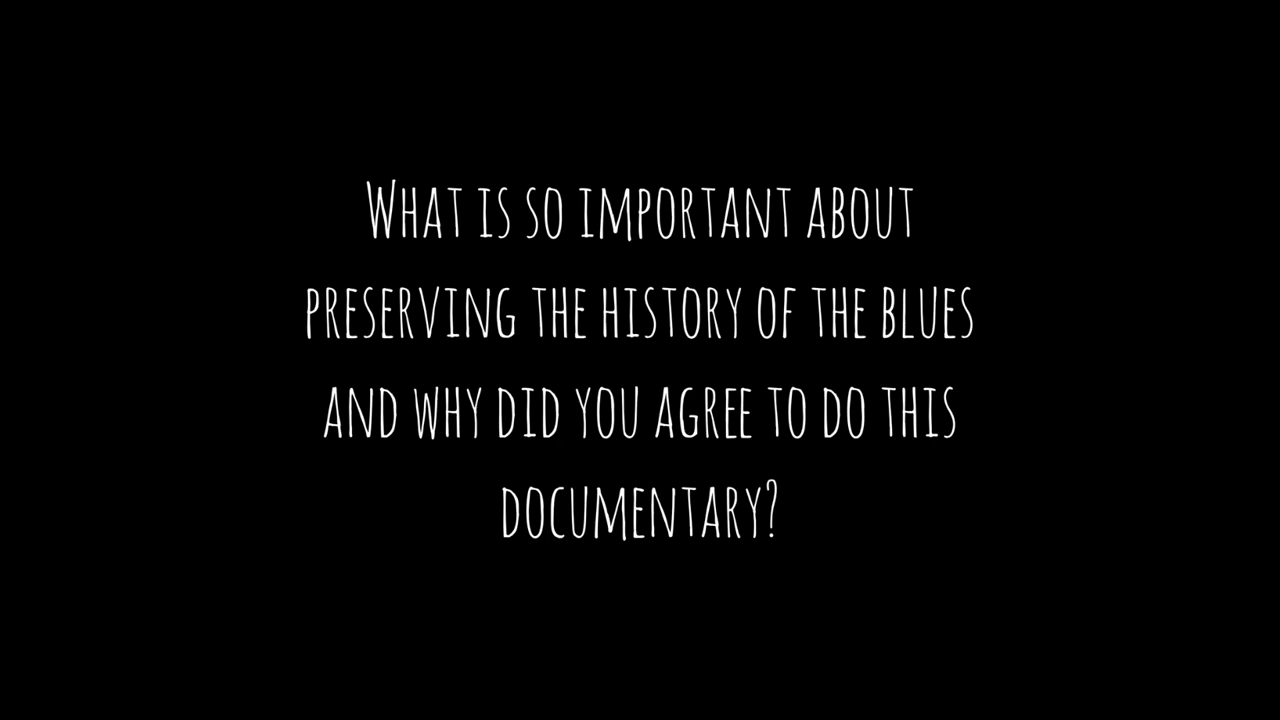 What is so important about
preserving the history of the blues
and why did you agree to do this
documentary?